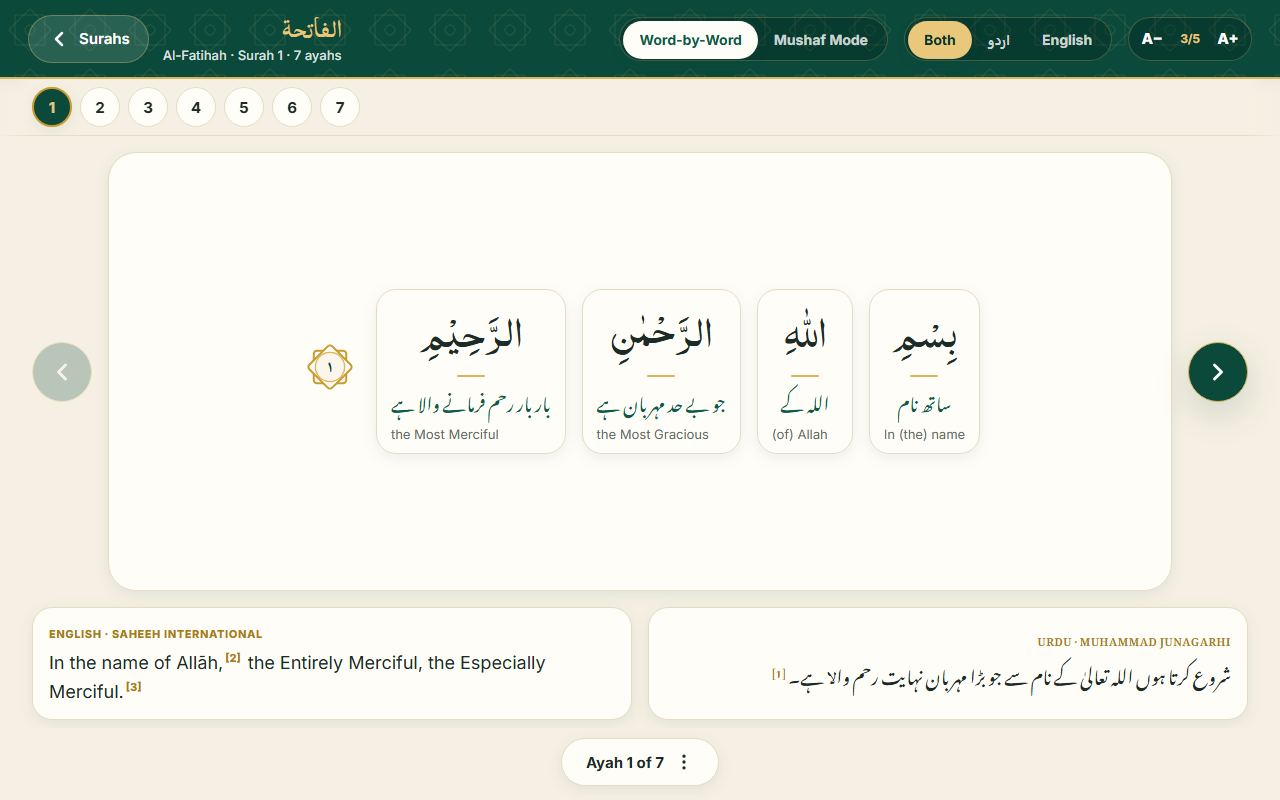 Surahs
الفاتحة
Al-Fatihah · Surah 1 · 7 ayahs
Word-by-Word
Mushaf Mode
Both
اردو
English
A−
3/5
A+
1 2 3 4 5 6 7
بِسْمِ اللّٰهِ الرَّحْمٰنِ الرَّحِيْمِ ١
ساتھ نام
In (the) name
اللہ کے
(of) Allah
جو بے حد مہربان ہے
the Most Gracious
بار بار رحم فرمانے والا ہے
the Most Merciful
ENGLISH · SAHEEH INTERNATIONAL
In the name of Allāh,[2] the Entirely Merciful, the Especially
Merciful.[3]
URDU · MUHAMMAD JUNAGARHI
شروع کرتا ہوں اللہ تعالیٰ کے نام سے جو بڑا مہربان نہایت رحم والا ہے۔ [1]
Ayah 1 of 7